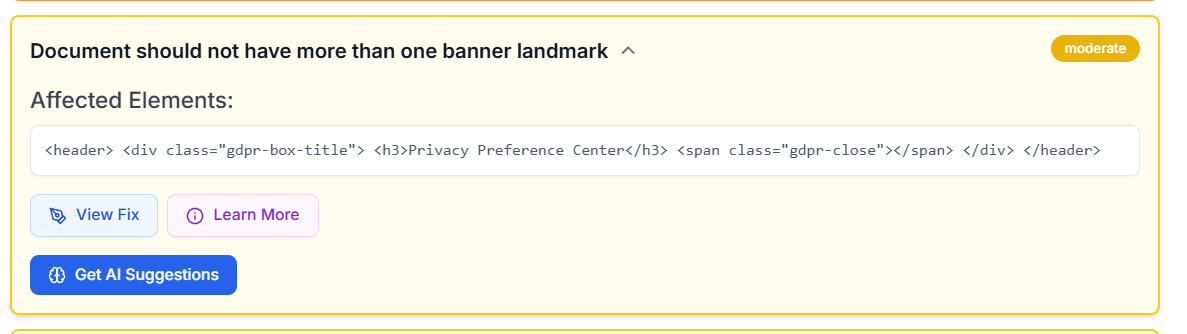 Document should not have more than one banner landmark
moderate
Affected Elements:
<header> <div class="gdpr-box-title"> <h3>Privacy Preference Center</h3> <span class="gdpr-close"></span> </div> </header>
View Fix
Learn More
Get AI Suggestions